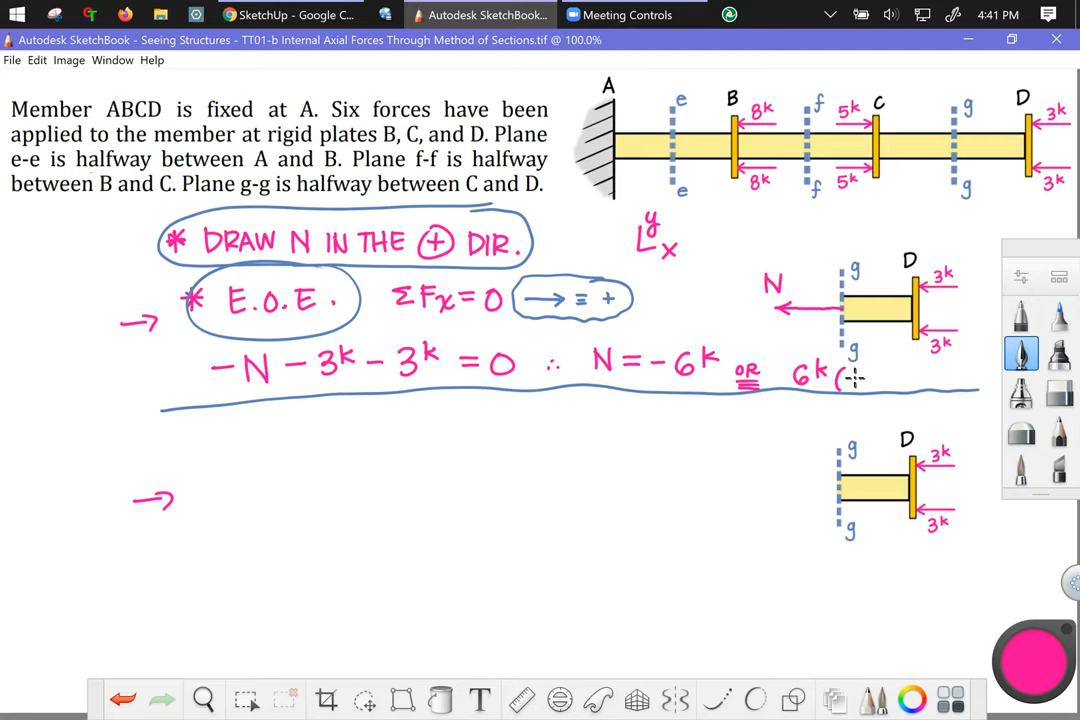 SketchUp - Google C...
Autodesk SketchBook...
Meeting Controls
4:41 PM
Autodesk SketchBook - Seeing Structures - TT01-b Internal Axial Forces Through Method of Sections.tif @ 100.0%
File Edit Image Window Help
Member ABCD is fixed at A. Six forces have been
applied to the member at rigid plates B, C, and D. Plane
e-e is halfway between A and B. Plane f-f is halfway
between B and C. Plane g-g is halfway between C and D.
A e B 8k f 5k C g D 3k
e 8k f 5k g 3k
* DRAW N IN THE (+) DIR.
y
x
* E.O.E. ΣFx = 0 → ≡ +
N g D 3k
g 3k
-N - 3k - 3k = 0 ∴ N = -6k OR 6k (
g D 3k
g 3k
→
T